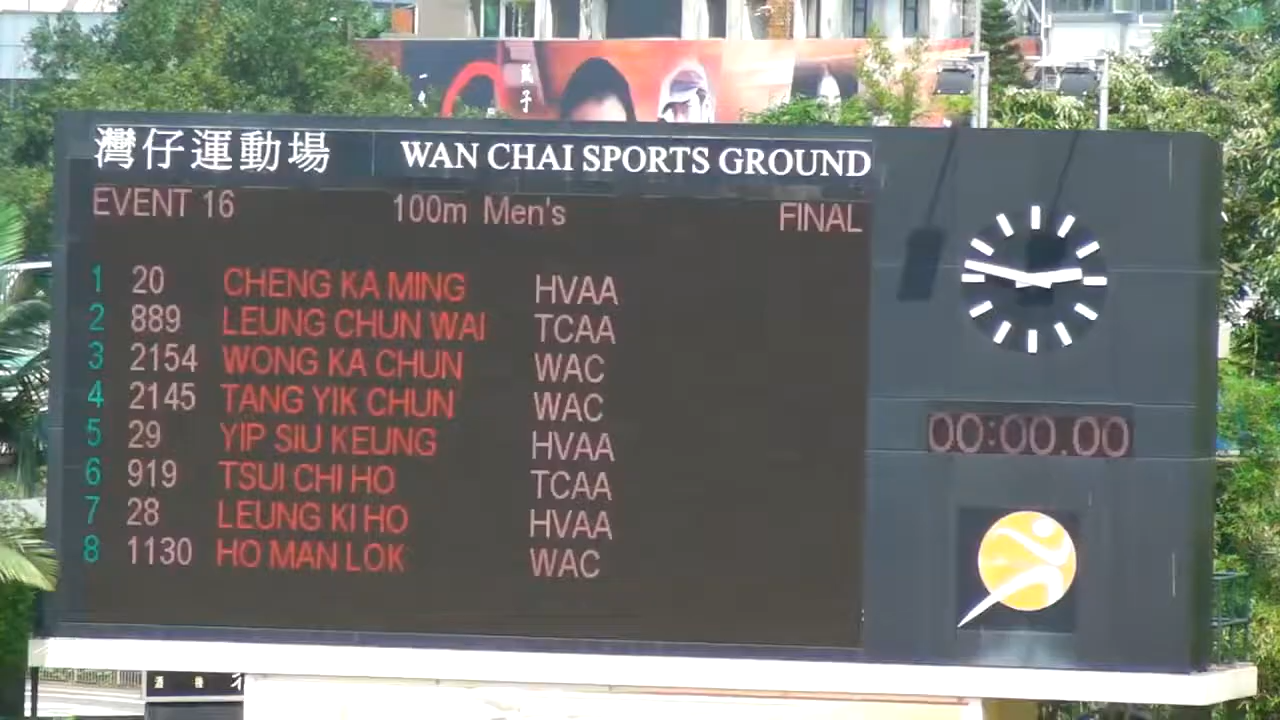 灣仔運動場 WAN CHAI SPORTS GROUND
EVENT 16 100m Men's FINAL
1 20 CHENG KA MING HVAA
2 889 LEUNG CHUN WAI TCAA
3 2154 WONG KA CHUN WAC
4 2145 TANG YIK CHUN WAC
5 29 YIP SIU KEUNG HVAA
6 919 TSUI CHI HO TCAA
7 28 LEUNG KI HO HVAA
8 1130 HO MAN LOK WAC
00:00.00